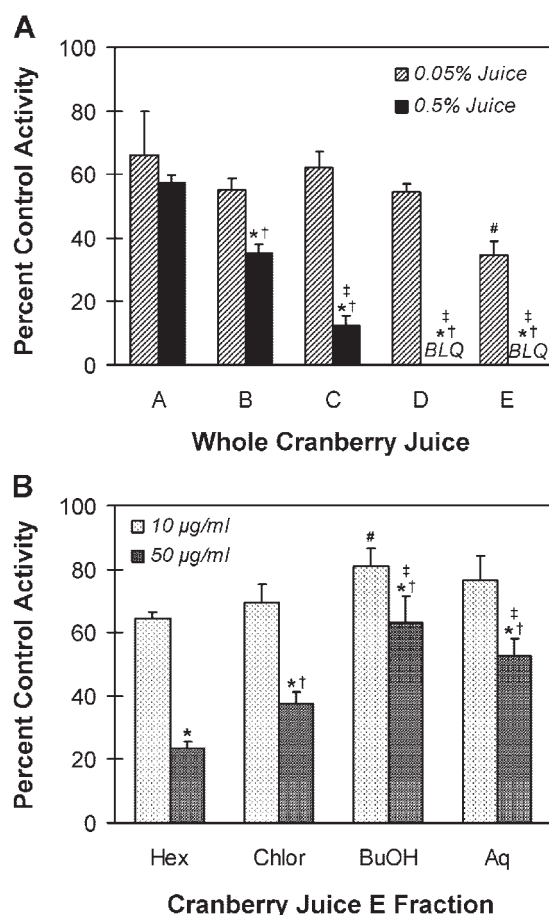 A
100
80
60
40
20
0
Percent Control Activity
0.05% Juice
0.5% Juice
*†
‡
*†
‡
*†
BLQ
#
‡
*†
BLQ
A B C D E
Whole Cranberry Juice
B
100
80
60
40
20
0
Percent Control Activity
10 µg/ml
50 µg/ml
*
*†
#
‡
*†
‡
*†
Hex Chlor BuOH Aq
Cranberry Juice E Fraction